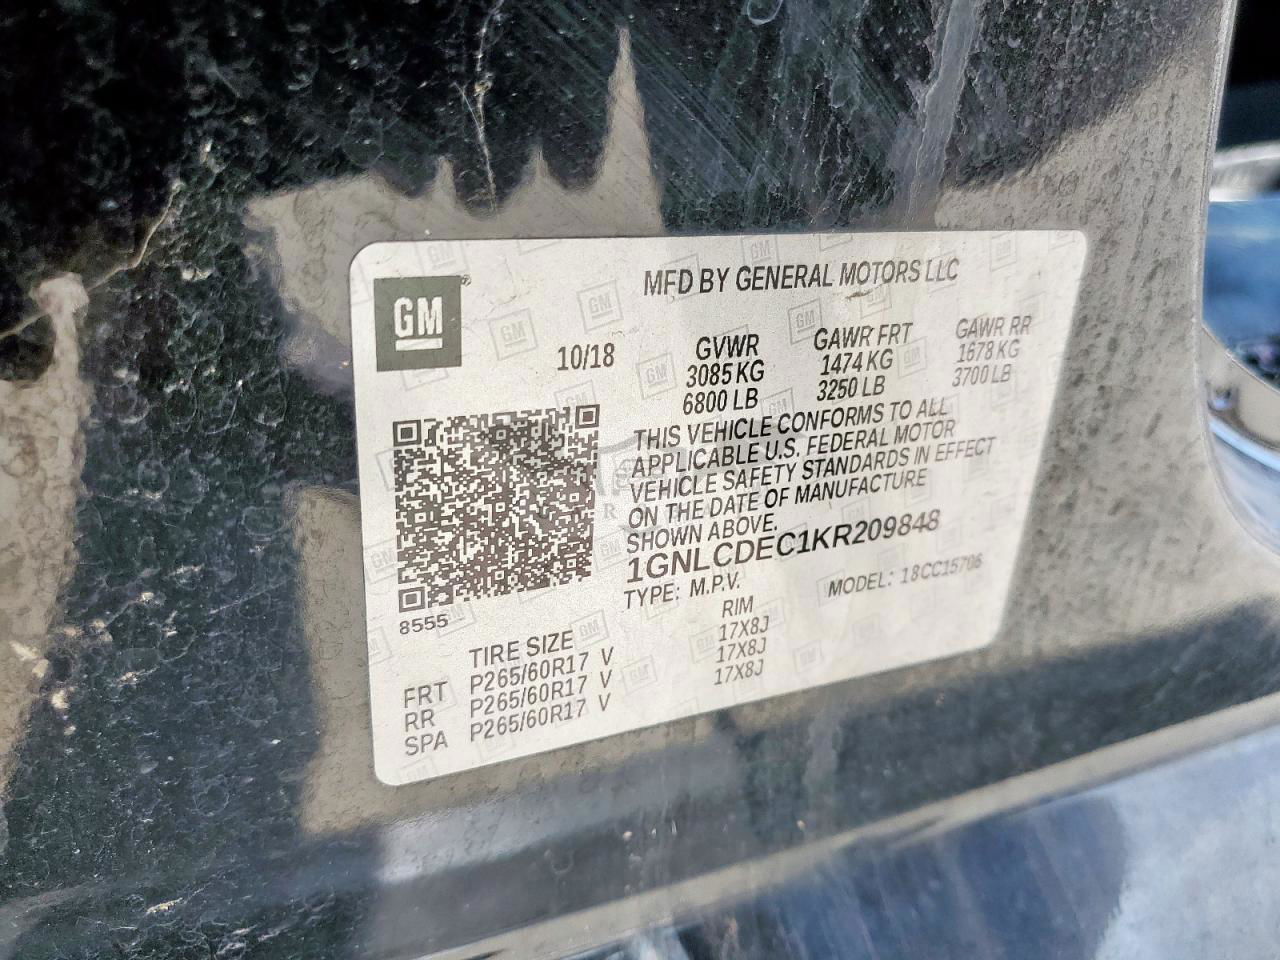 GM
MFD BY GENERAL MOTORS LLC
10/18
GVWR GAWR FRT GAWR RR
3085 KG 1474 KG 1678 KG
6800 LB 3250 LB 3700 LB
THIS VEHICLE CONFORMS TO ALL
APPLICABLE U.S. FEDERAL MOTOR
VEHICLE SAFETY STANDARDS IN EFFECT
ON THE DATE OF MANUFACTURE
SHOWN ABOVE.
1GNLCDEC1KR209848
TYPE: M.P.V. MODEL: 18CC15706
8555
TIRE SIZE RIM
FRT P265/60R17 V 17X8J
RR P265/60R17 V 17X8J
SPA P265/60R17 V 17X8J